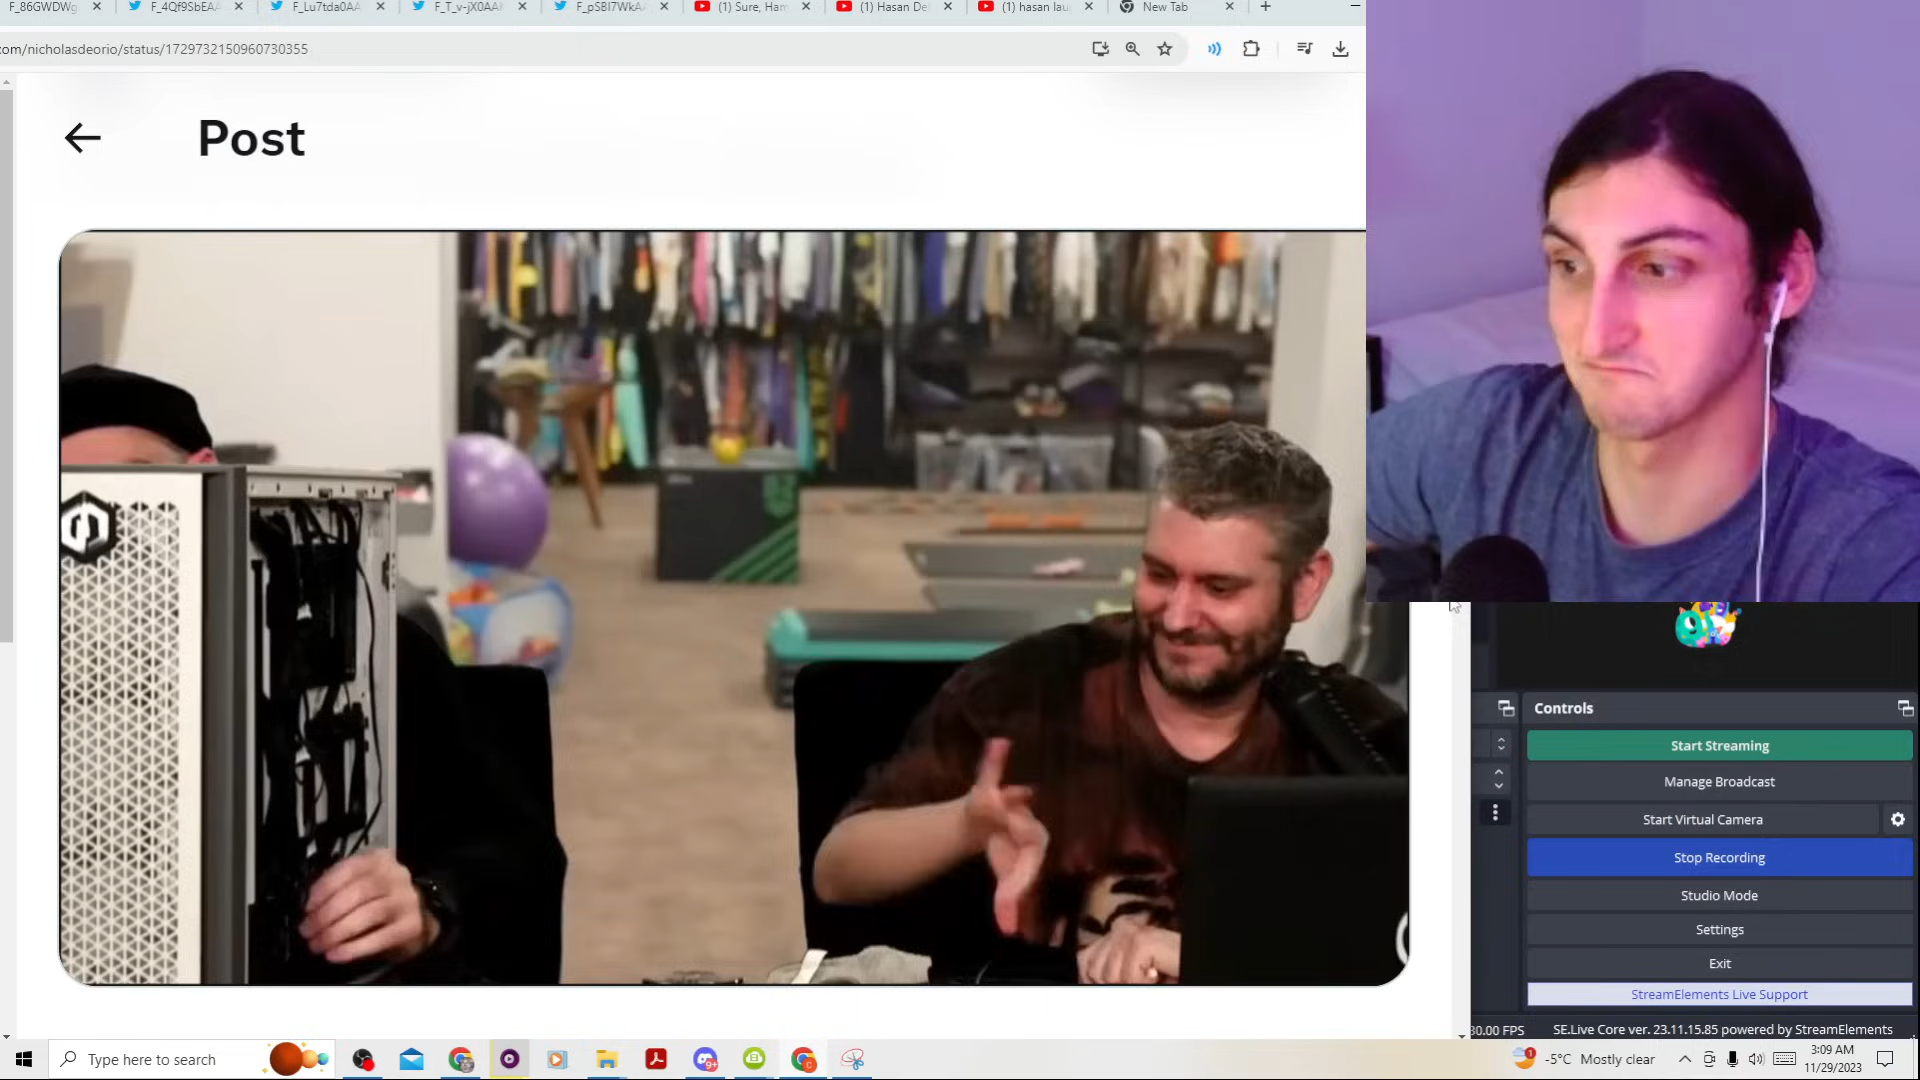 F_86GWDWg
F_4Qf9SbEAA
F_Lu7tda0AA
F_T_v-jX0AAI
F_pSBI7WkAA
(1) Sure, Ham
(1) Hasan De
(1) hasan lau
New Tab
com/nicholasdeorio/status/1729732150960730355
Post
Controls
Start Streaming
Manage Broadcast
Start Virtual Camera
Stop Recording
Studio Mode
Settings
Exit
StreamElements Live Support
30.00 FPS
SE.Live Core ver. 23.11.15.85 powered by StreamElements
Type here to search
-5°C Mostly clear
3:09 AM
11/29/2023